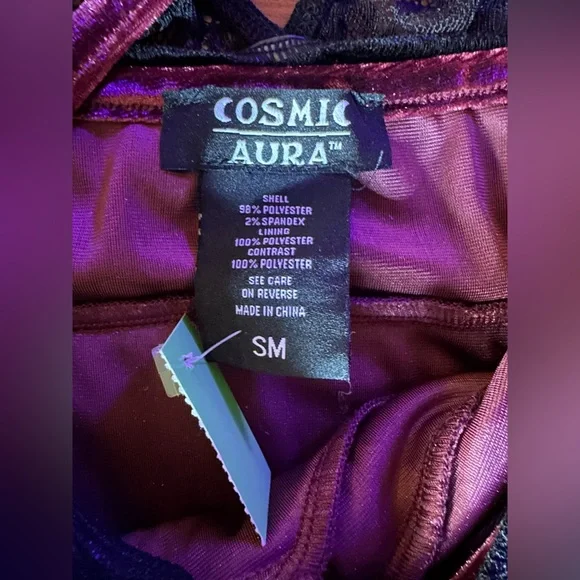 COSMIC
AURA™
SHELL
98% POLYESTER
2% SPANDEX
LINING
100% POLYESTER
CONTRAST
100% POLYESTER
SEE CARE
ON REVERSE
MADE IN CHINA
SM